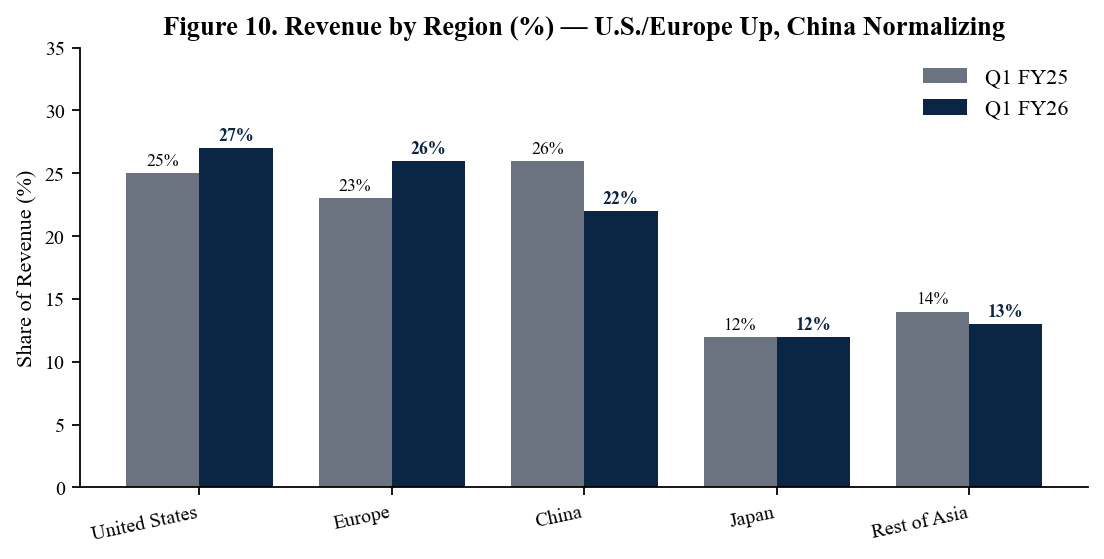 Figure 10. Revenue by Region (%) — U.S./Europe Up, China Normalizing
Q1 FY25
Q1 FY26
Share of Revenue (%)
35
30
25
20
15
10
5
0
25%
27%
23%
26%
26%
22%
12%
12%
14%
13%
United States
Europe
China
Japan
Rest of Asia